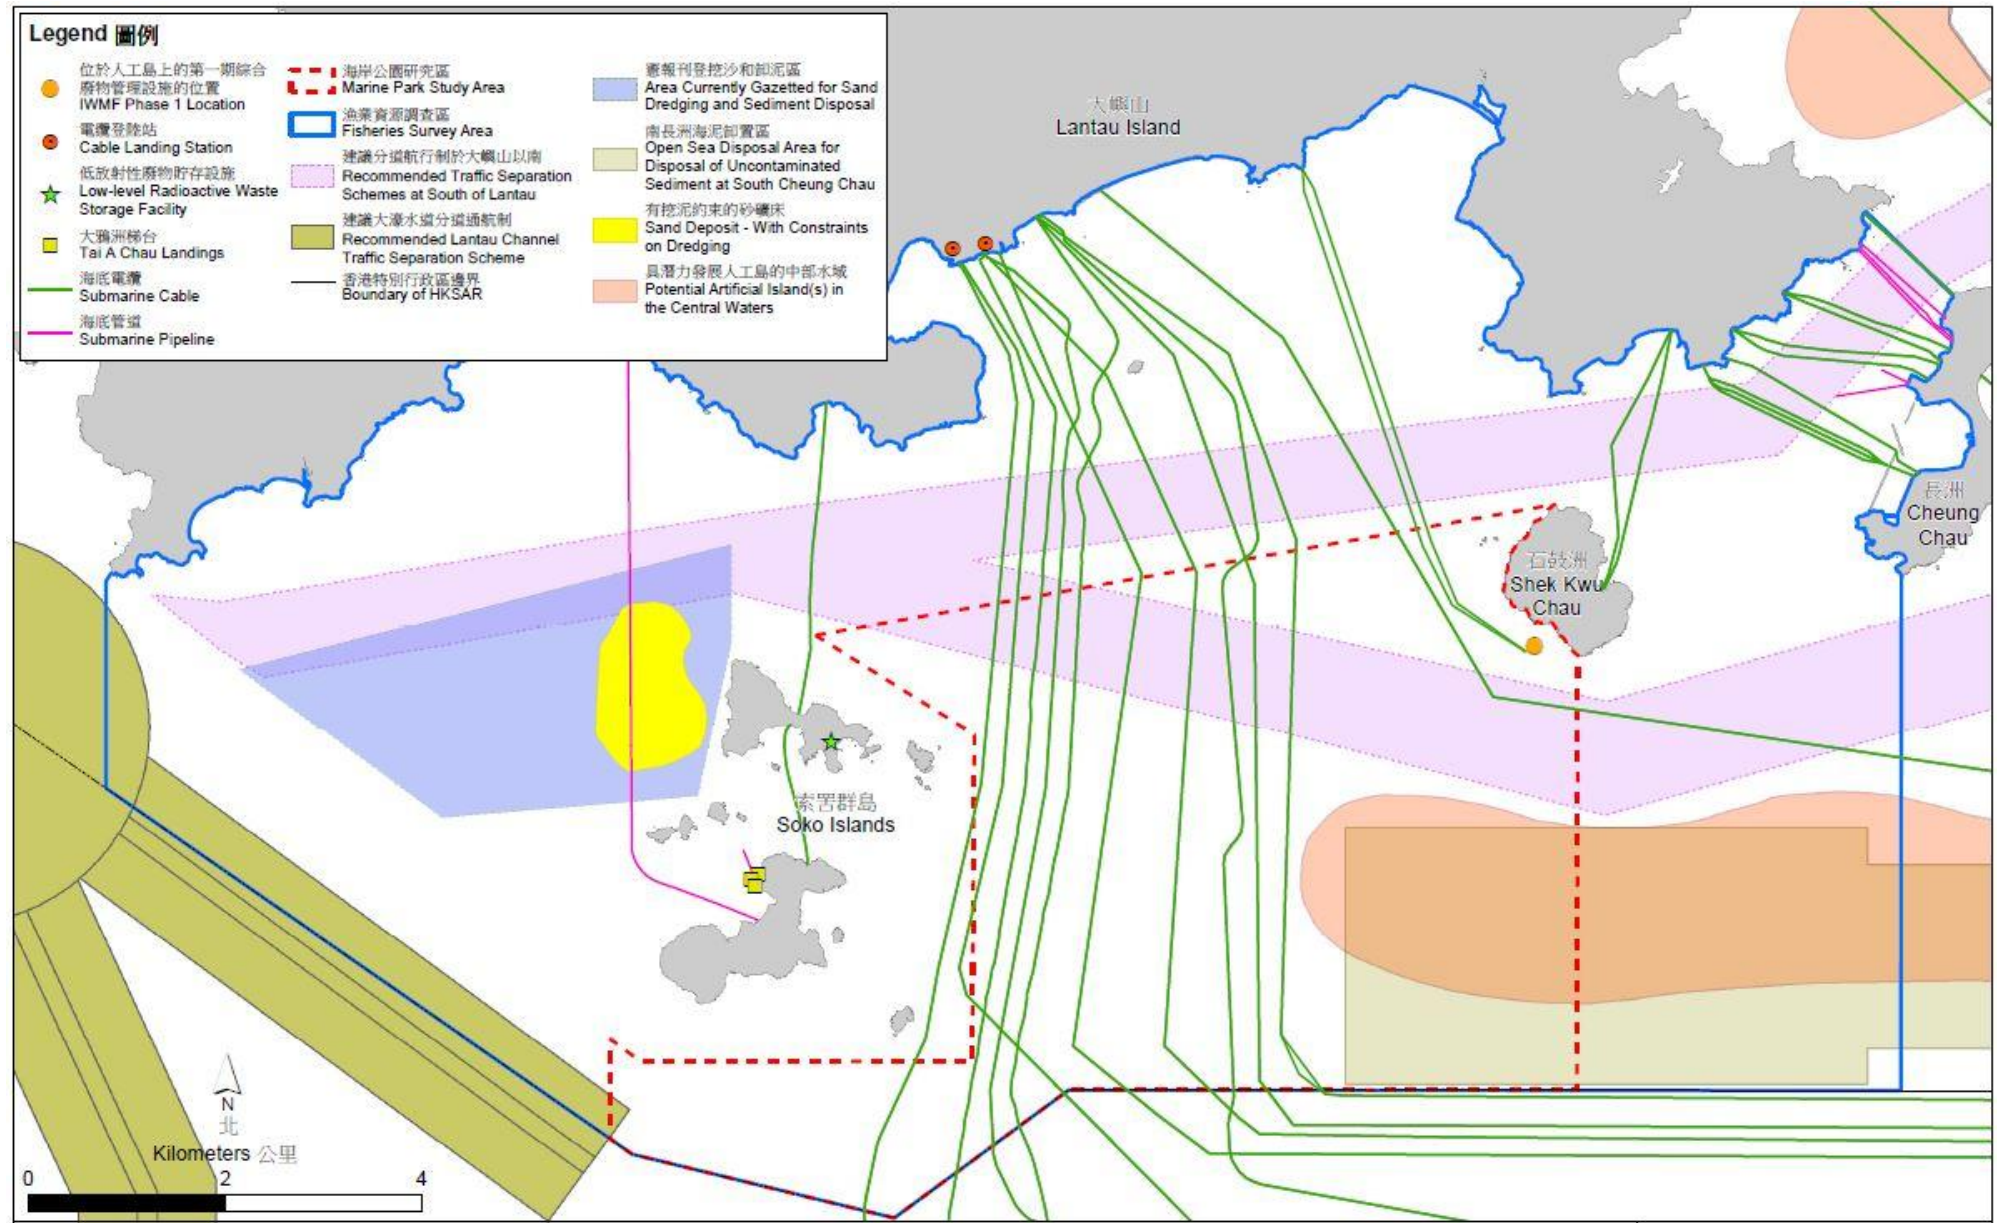 Legend 圖例
位於人工島上的第一期綜合
廢物管理設施的位置
IWMF Phase 1 Location
電纜登陸站
Cable Landing Station
低放射性廢物貯存設施
Low-level Radioactive Waste
Storage Facility
大鴉洲梯台
Tai A Chau Landings
海底電纜
Submarine Cable
海底管道
Submarine Pipeline
海岸公園研究區
Marine Park Study Area
漁業資源調查區
Fisheries Survey Area
建議分道航行制於大嶼山以南
Recommended Traffic Separation
Schemes at South of Lantau
建議大濠水道分道通航制
Recommended Lantau Channel
Traffic Separation Scheme
香港特別行政區邊界
Boundary of HKSAR
憲報刊登挖沙和卸泥區
Area Currently Gazetted for Sand
Dredging and Sediment Disposal
南長洲海泥卸置區
Open Sea Disposal Area for
Disposal of Uncontaminated
Sediment at South Cheung Chau
有挖泥約束的砂礦床
Sand Deposit - With Constraints
on Dredging
具潛力發展人工島的中部水域
Potential Artificial Island(s) in
the Central Waters
大嶼山
Lantau Island
長洲
Cheung
Chau
石鼓洲
Shek Kwu
Chau
索罟群島
Soko Islands
N
北
Kilometers 公里
0 2 4